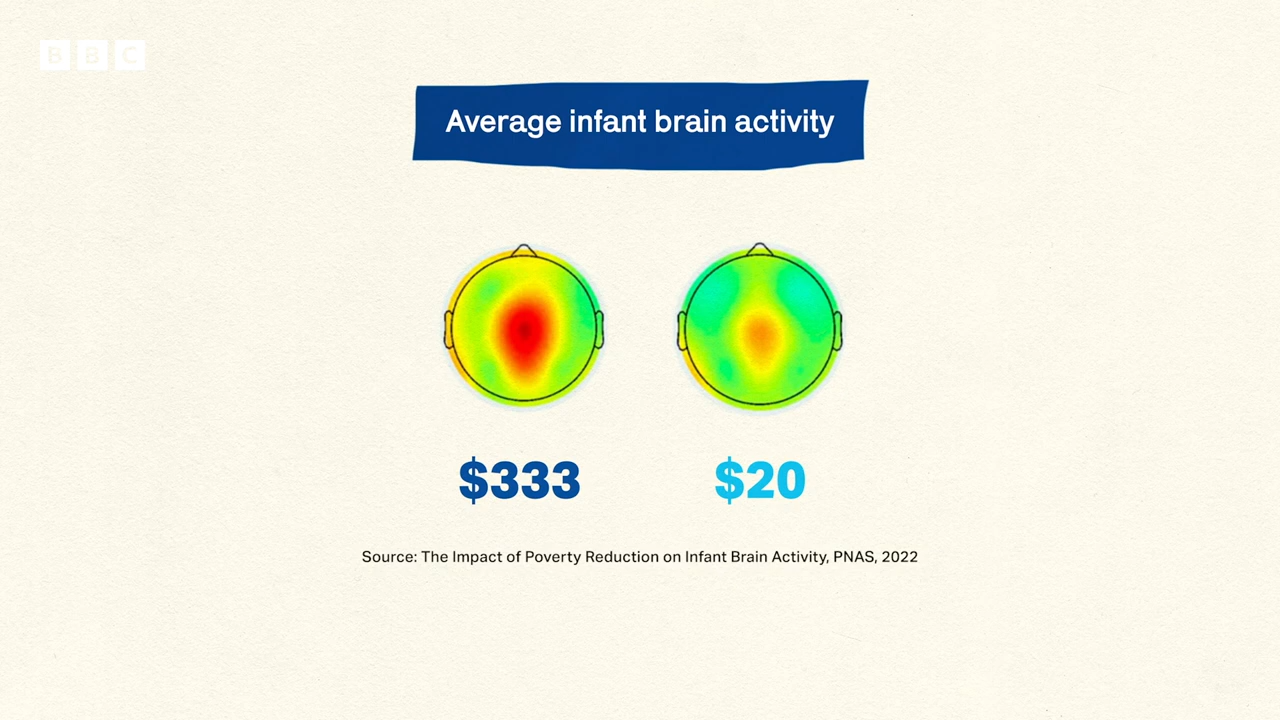 BBC
Average infant brain activity
$333 $20
Source: The Impact of Poverty Reduction on Infant Brain Activity, PNAS, 2022